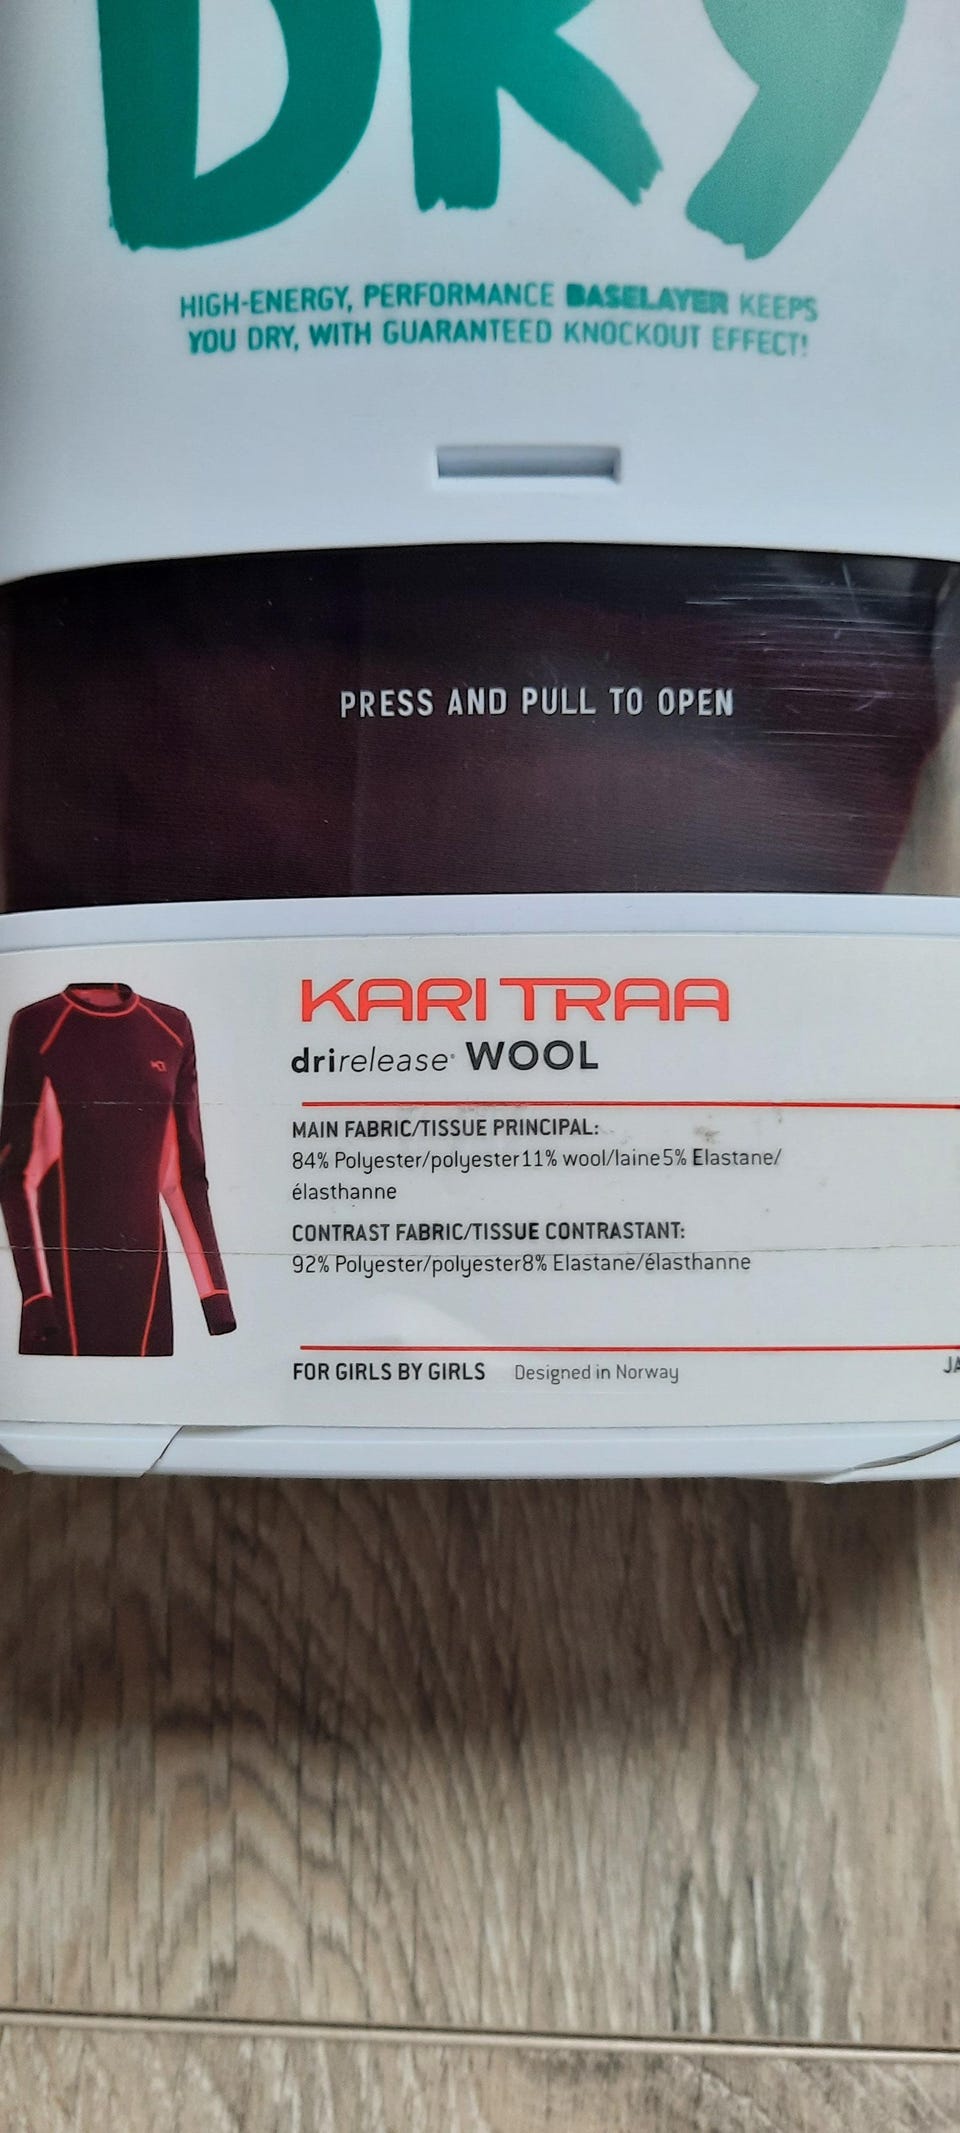 DRY
HIGH-ENERGY, PERFORMANCE BASELAYER KEEPS
YOU DRY, WITH GUARANTEED KNOCKOUT EFFECT!
PRESS AND PULL TO OPEN
KARI TRAA
drirelease® WOOL
MAIN FABRIC/TISSUE PRINCIPAL:
84% Polyester/polyester11% wool/laine5% Elastane/
élasthanne
CONTRAST FABRIC/TISSUE CONTRASTANT:
92% Polyester/polyester8% Elastane/élasthanne
FOR GIRLS BY GIRLS Designed in Norway